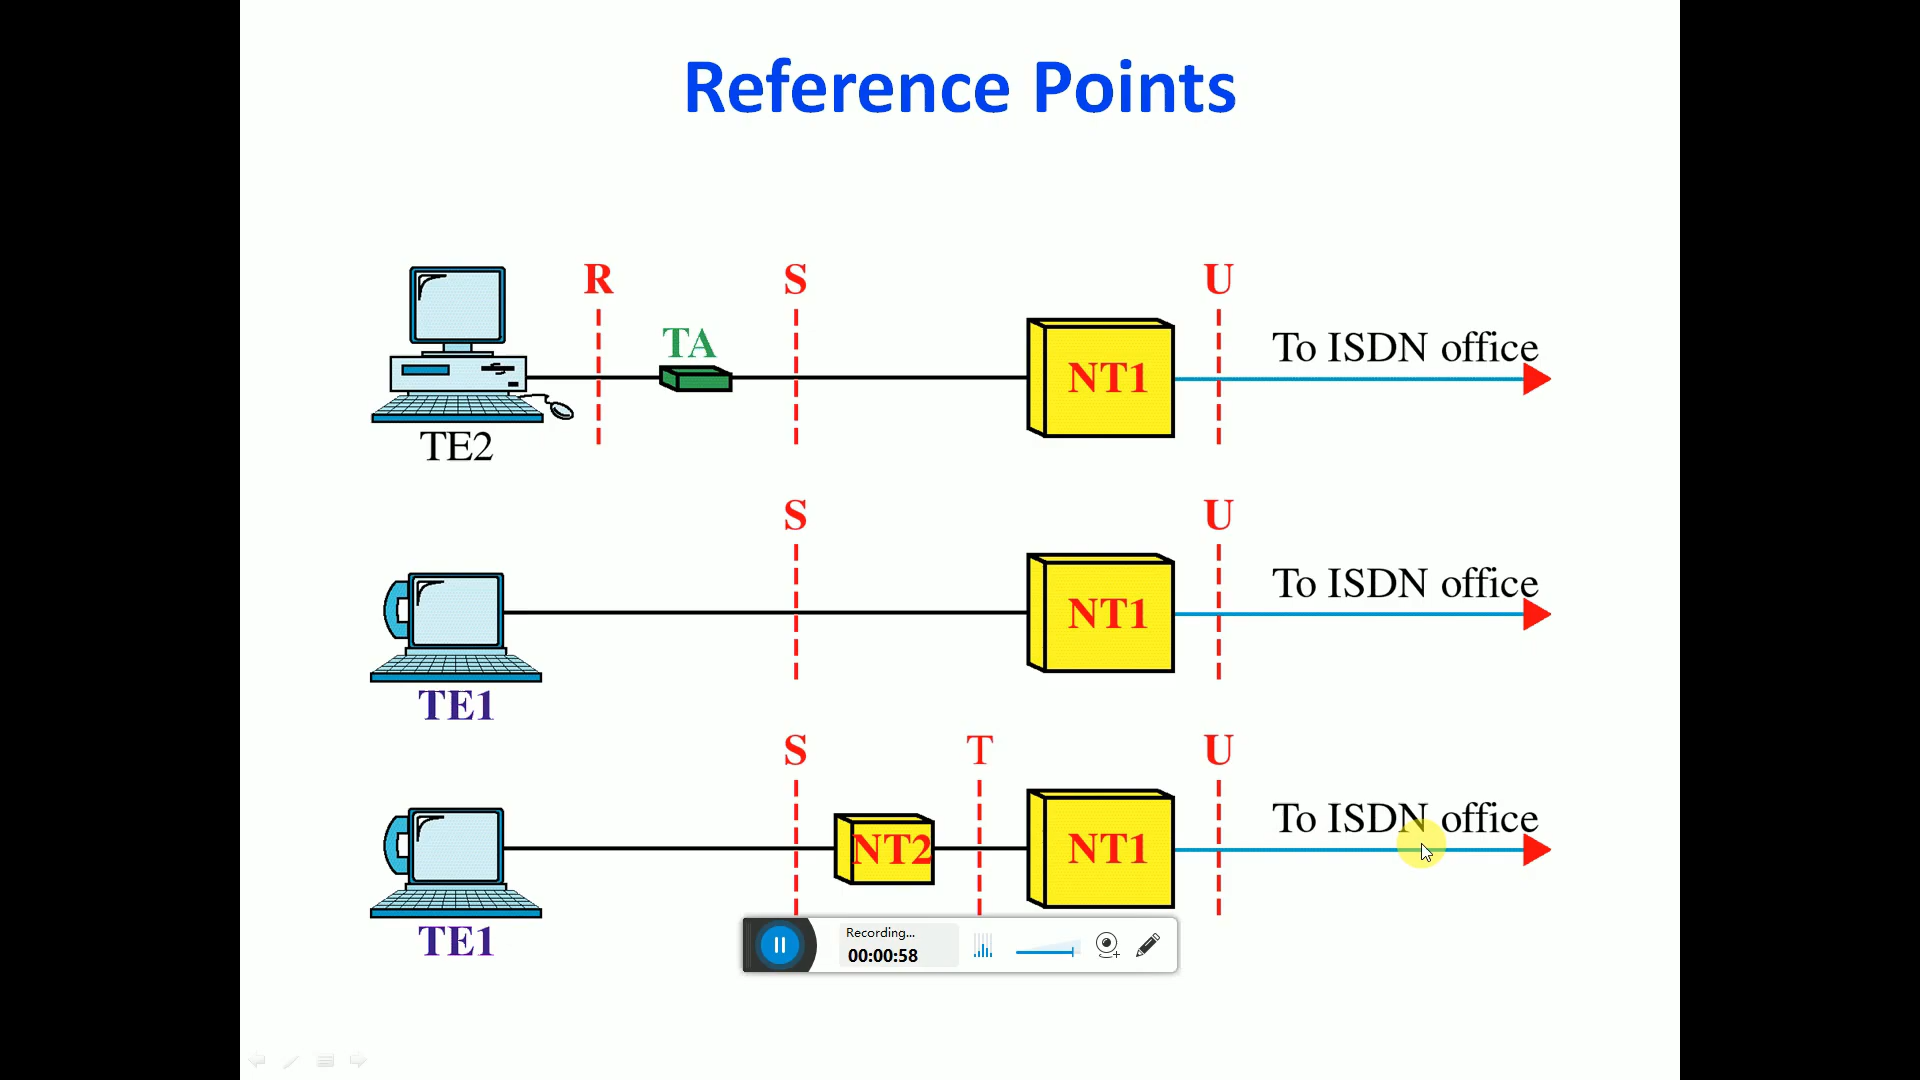 Reference Points
R S U
TA
To ISDN office
NT1
TE2
S U
To ISDN office
NT1
TE1
S T U
To ISDN office
NT2 NT1
TE1
Recording...
00:00:58